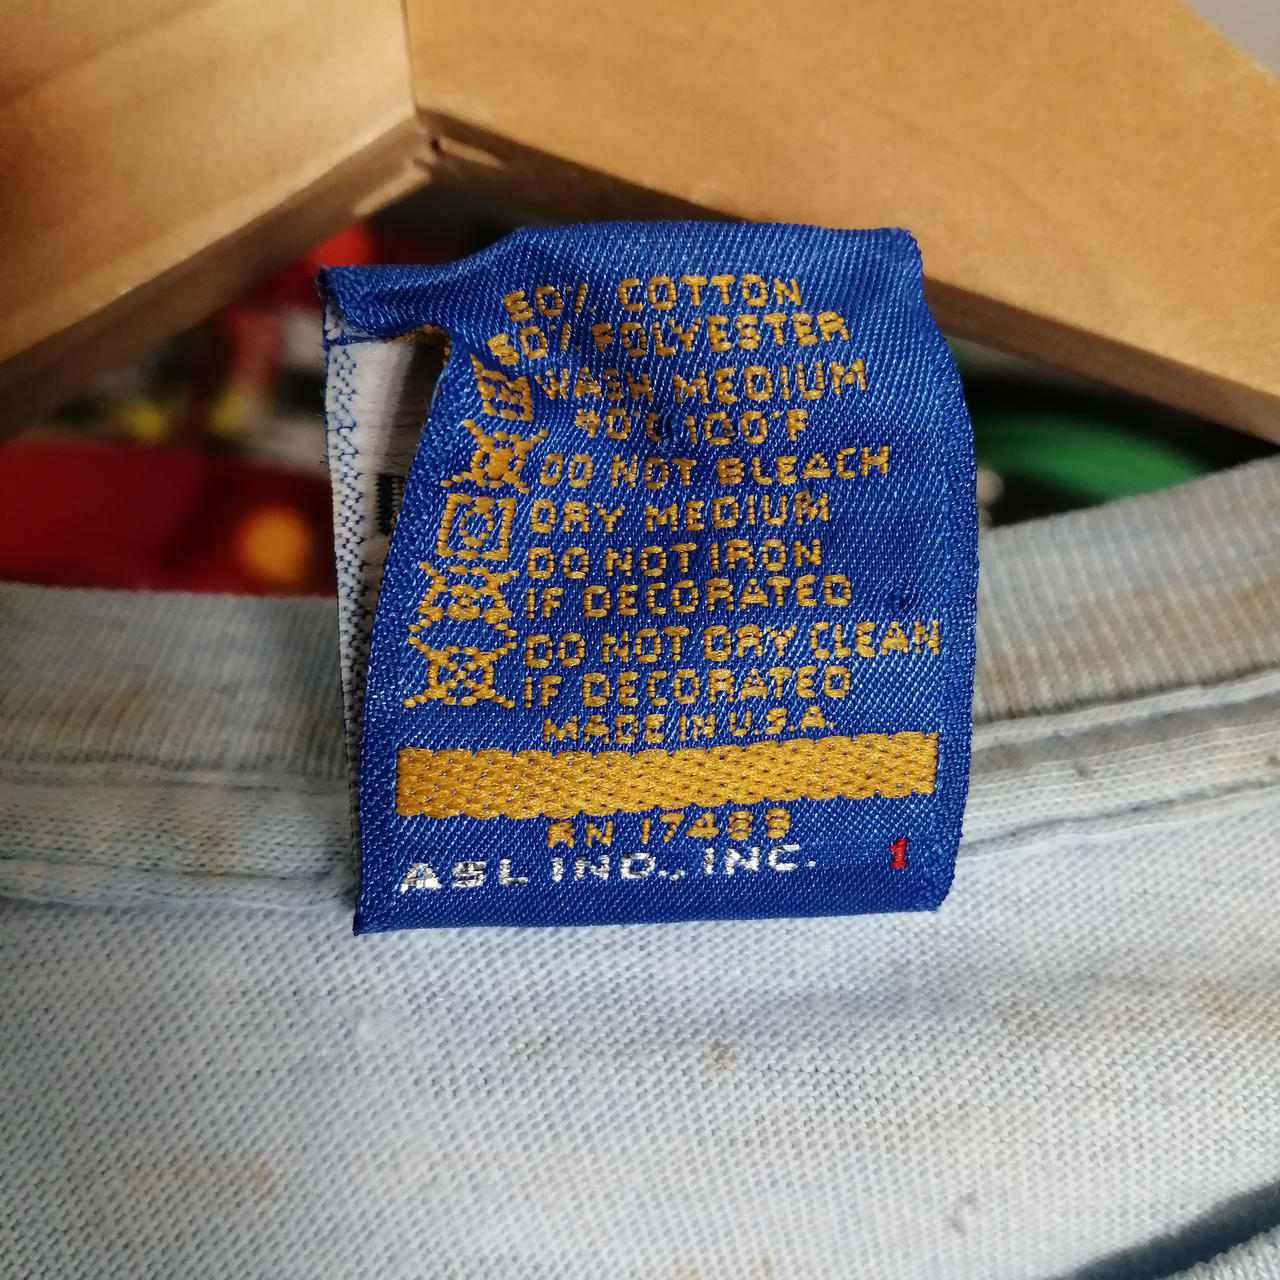 50% COTTON
50% POLYESTER
WASH MEDIUM
40°C 100°F
DO NOT BLEACH
DRY MEDIUM
DO NOT IRON
IF DECORATED
DO NOT DRY CLEAN
IF DECORATED
MADE IN U.S.A.
RN 17489
ASL IND., INC. 1